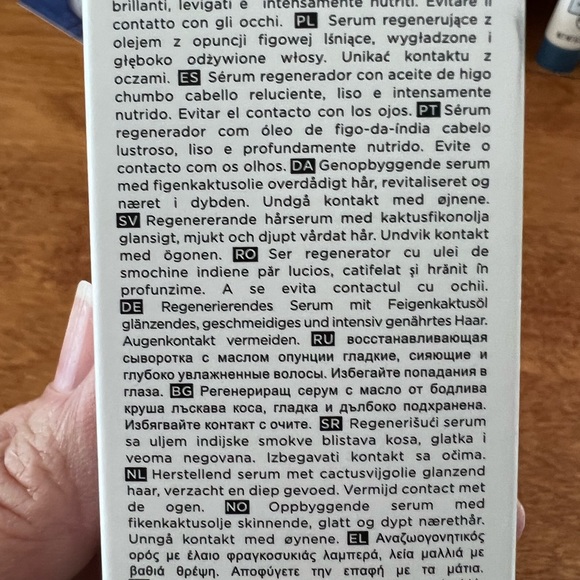 brillanti, levigati e intensamente nutriti. Evitare il
contatto con gli occhi. PL Serum regenerujące z
olejem z opuncji figowej lśniące, wygładzone i
głęboko odżywione włosy. Unikać kontaktu z
oczami. ES Sérum regenerador con aceite de higo
chumbo cabello reluciente, liso e intensamente
nutrido. Evitar el contacto con los ojos. PT Sérum
regenerador com óleo de figo-da-índia cabelo
lustroso, liso e profundamente nutrido. Evite o
contacto com os olhos. DA Genopbyggende serum
med figenkaktusolie overdådigt hår, revitaliseret og
næret i dybden. Undgå kontakt med øjnene.
SV Regenererande hårserum med kaktusfikonolja
glansigt, mjukt och djupt vårdat hår. Undvik kontakt
med ögonen. RO Ser regenerator cu ulei de
smochine indiene păr lucios, catifelat şi hrănit în
profunzime. A se evita contactul cu ochii.
DE Regenerierendes Serum mit Feigenkaktusöl
glänzendes, geschmeidiges und intensiv genährtes Haar.
Augenkontakt vermeiden. RU восстанавливающая
сыворотка с маслом опунции гладкие, сияющие и
глубоко увлажненные волосы. Избегайте попадания в
глаза. BG Регенериращ серум с масло от бодлива
круша лъскава коса, гладка и дълбоко подхранена.
Избягвайте контакт с очите. SR Regenerišući serum
sa uljem indijske smokve blistava kosa, glatka i
veoma negovana. Izbegavati kontakt sa očima.
NL Herstellend serum met cactusvijgolie glanzend
haar, verzacht en diep gevoed. Vermijd contact met
de ogen. NO Oppbyggende serum med
fikenkaktusolje skinnende, glatt og dypt nærethår.
Unngå kontakt med øynene. EL Αναζωογονητικός
ορός με έλαιο φραγκοσυκιάς λαμπερά, λεία μαλλιά με
βαθιά θρέψη. Αποφύγετε την επαφή με τα μάτια.